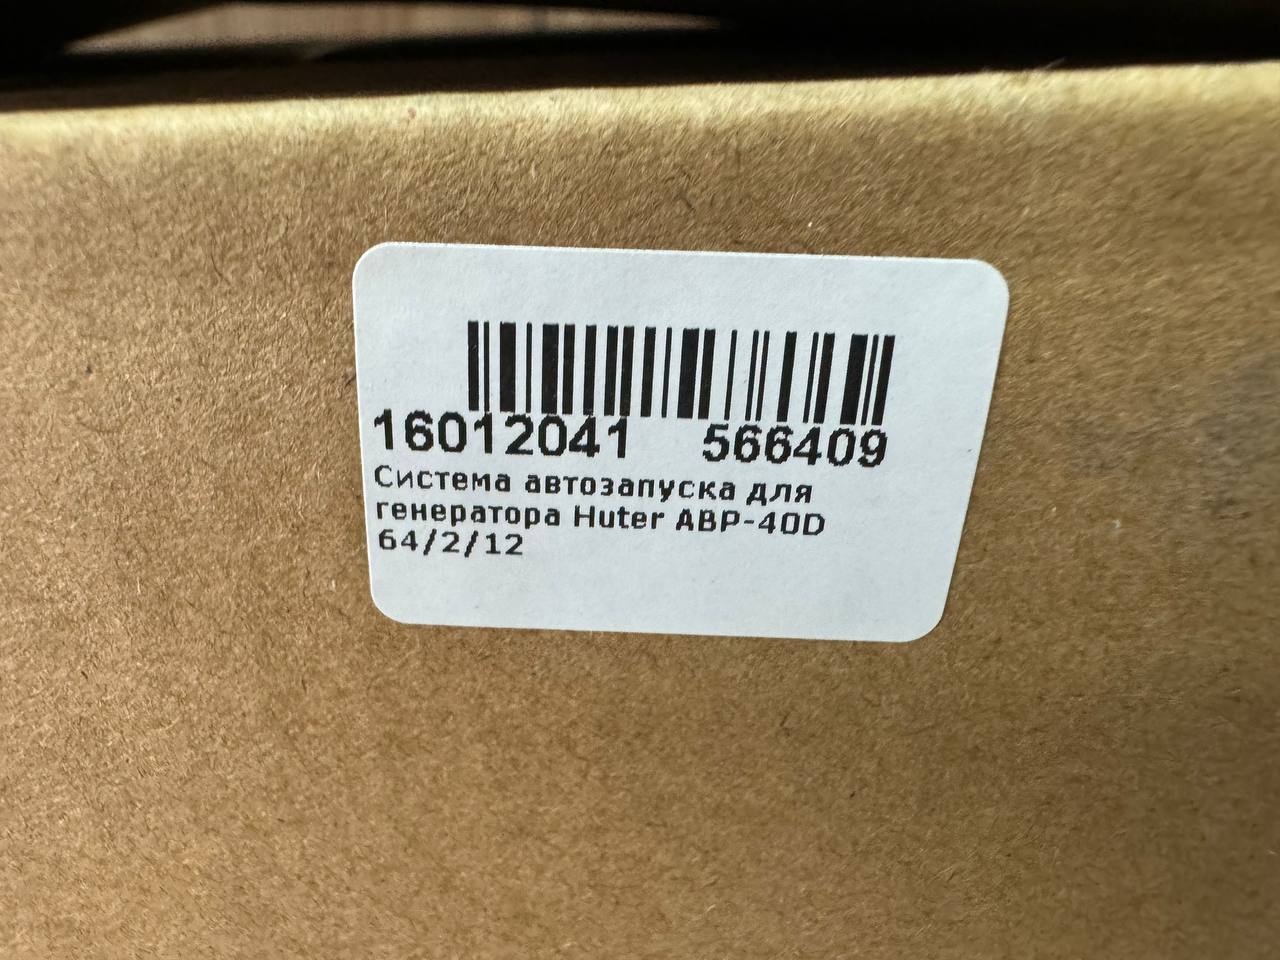 16012041 566409
Система автозапуска для
генератора Huter АВР-40D
64/2/12